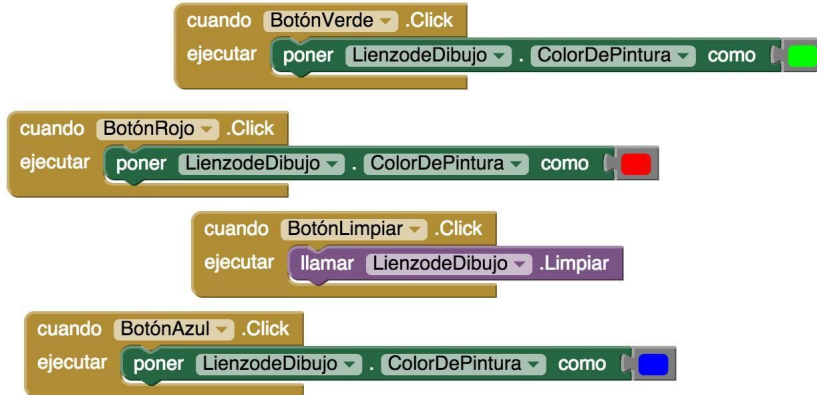 cuando BotónVerde .Click
ejecutar poner LienzodeDibujo . ColorDePintura como
cuando BotónRojo .Click
ejecutar poner LienzodeDibujo . ColorDePintura como
cuando BotónLimpiar .Click
ejecutar llamar LienzodeDibujo .Limpiar
cuando BotónAzul .Click
ejecutar poner LienzodeDibujo . ColorDePintura como